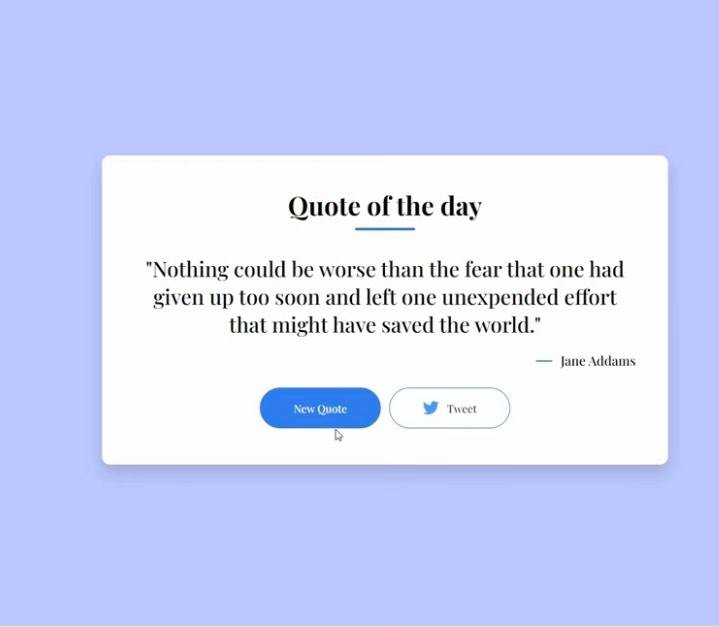 Quote of the day
"Nothing could be worse than the fear that one had
given up too soon and left one unexpended effort
that might have saved the world."
— Jane Addams
New Quote
Tweet